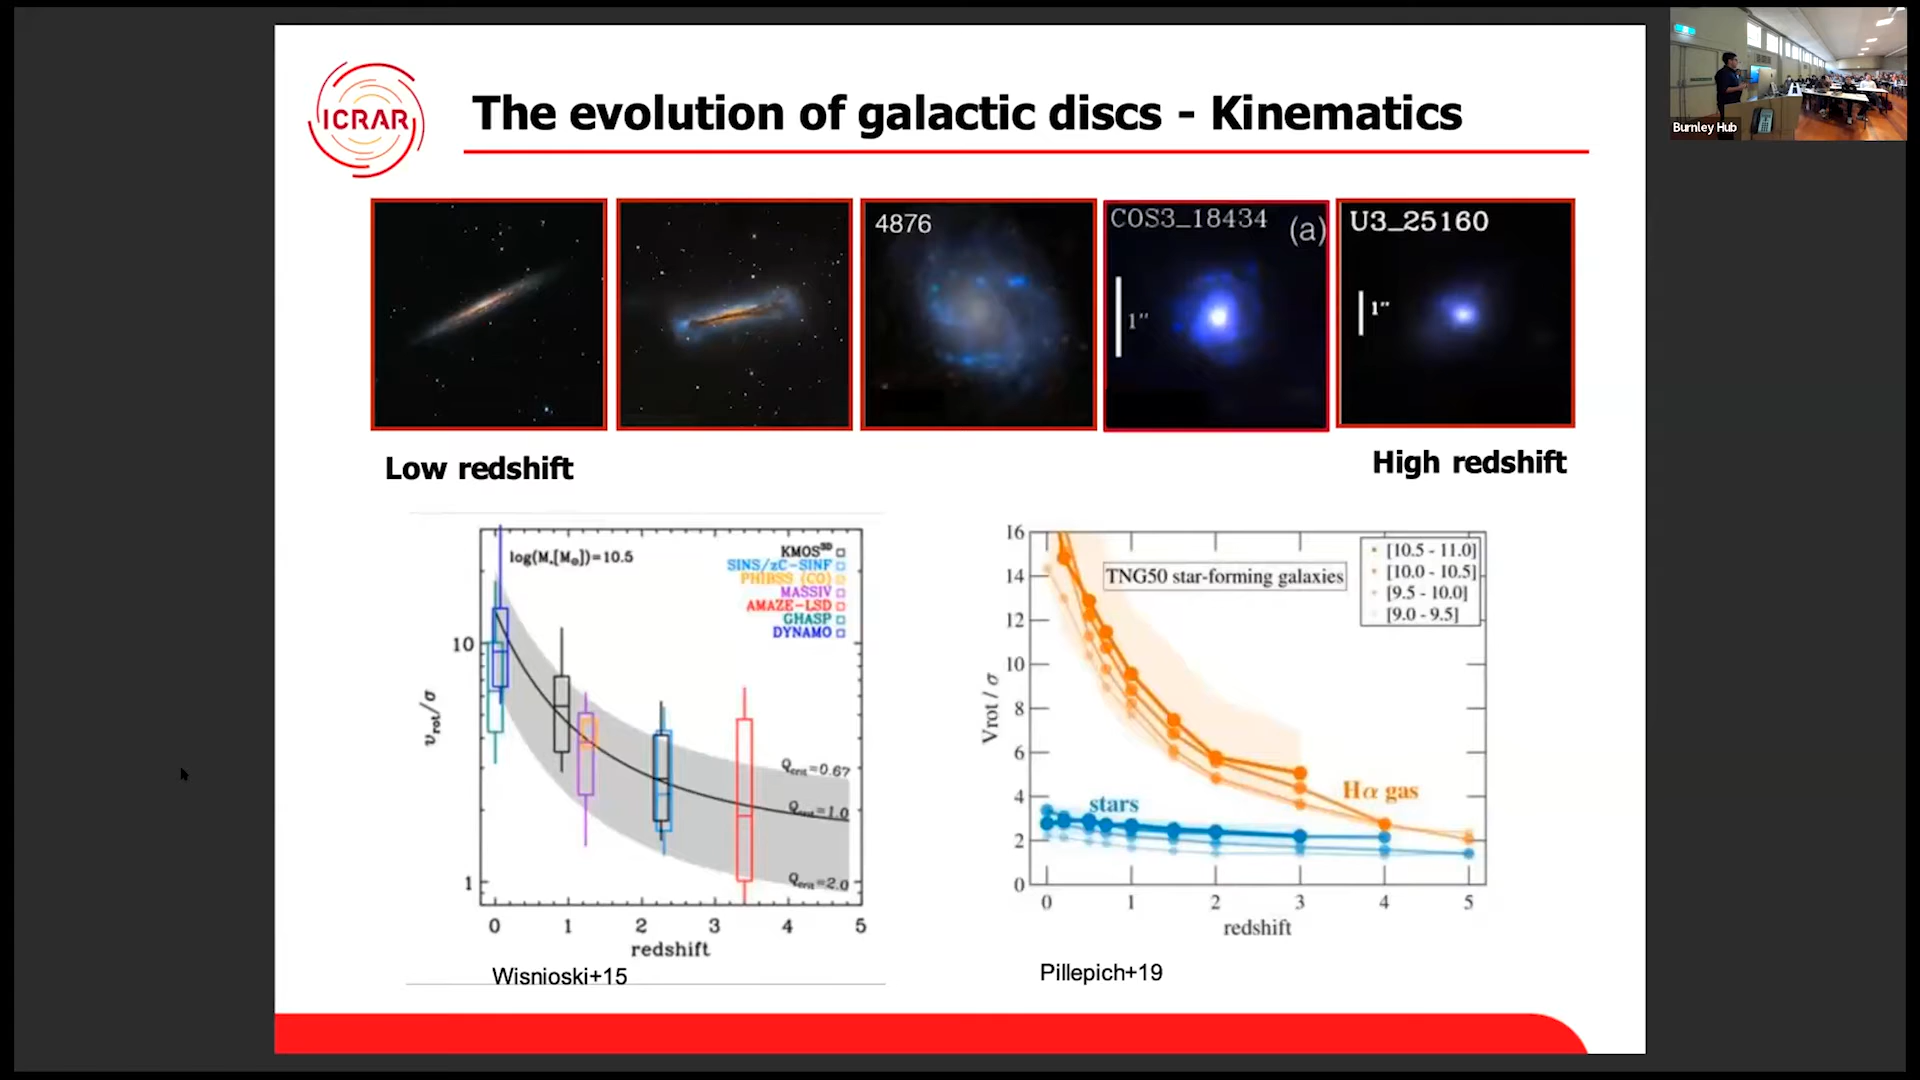 ICRAR
The evolution of galactic discs - Kinematics
Burnley Hub
4876
COS3_18434
(a)
1"
U3_25160
1"
Low redshift
High redshift
log(M*[M⊙])=10.5
KMOS3D
SINS/zC-SINF
PHIBSS (CO)
MASSIV
AMAZE-LSD
GHASP
DYNAMO
10
1
vrot/σ
Qcrit=0.67
Qcrit=1.0
Qcrit=2.0
0 1 2 3 4 5
redshift
Wisnioski+15
16
14
12
10
8
6
4
2
0
Vrot / σ
TNG50 star-forming galaxies
[10.5 - 11.0]
[10.0 - 10.5]
[9.5 - 10.0]
[9.0 - 9.5]
Hα gas
stars
0 1 2 3 4 5
redshift
Pillepich+19